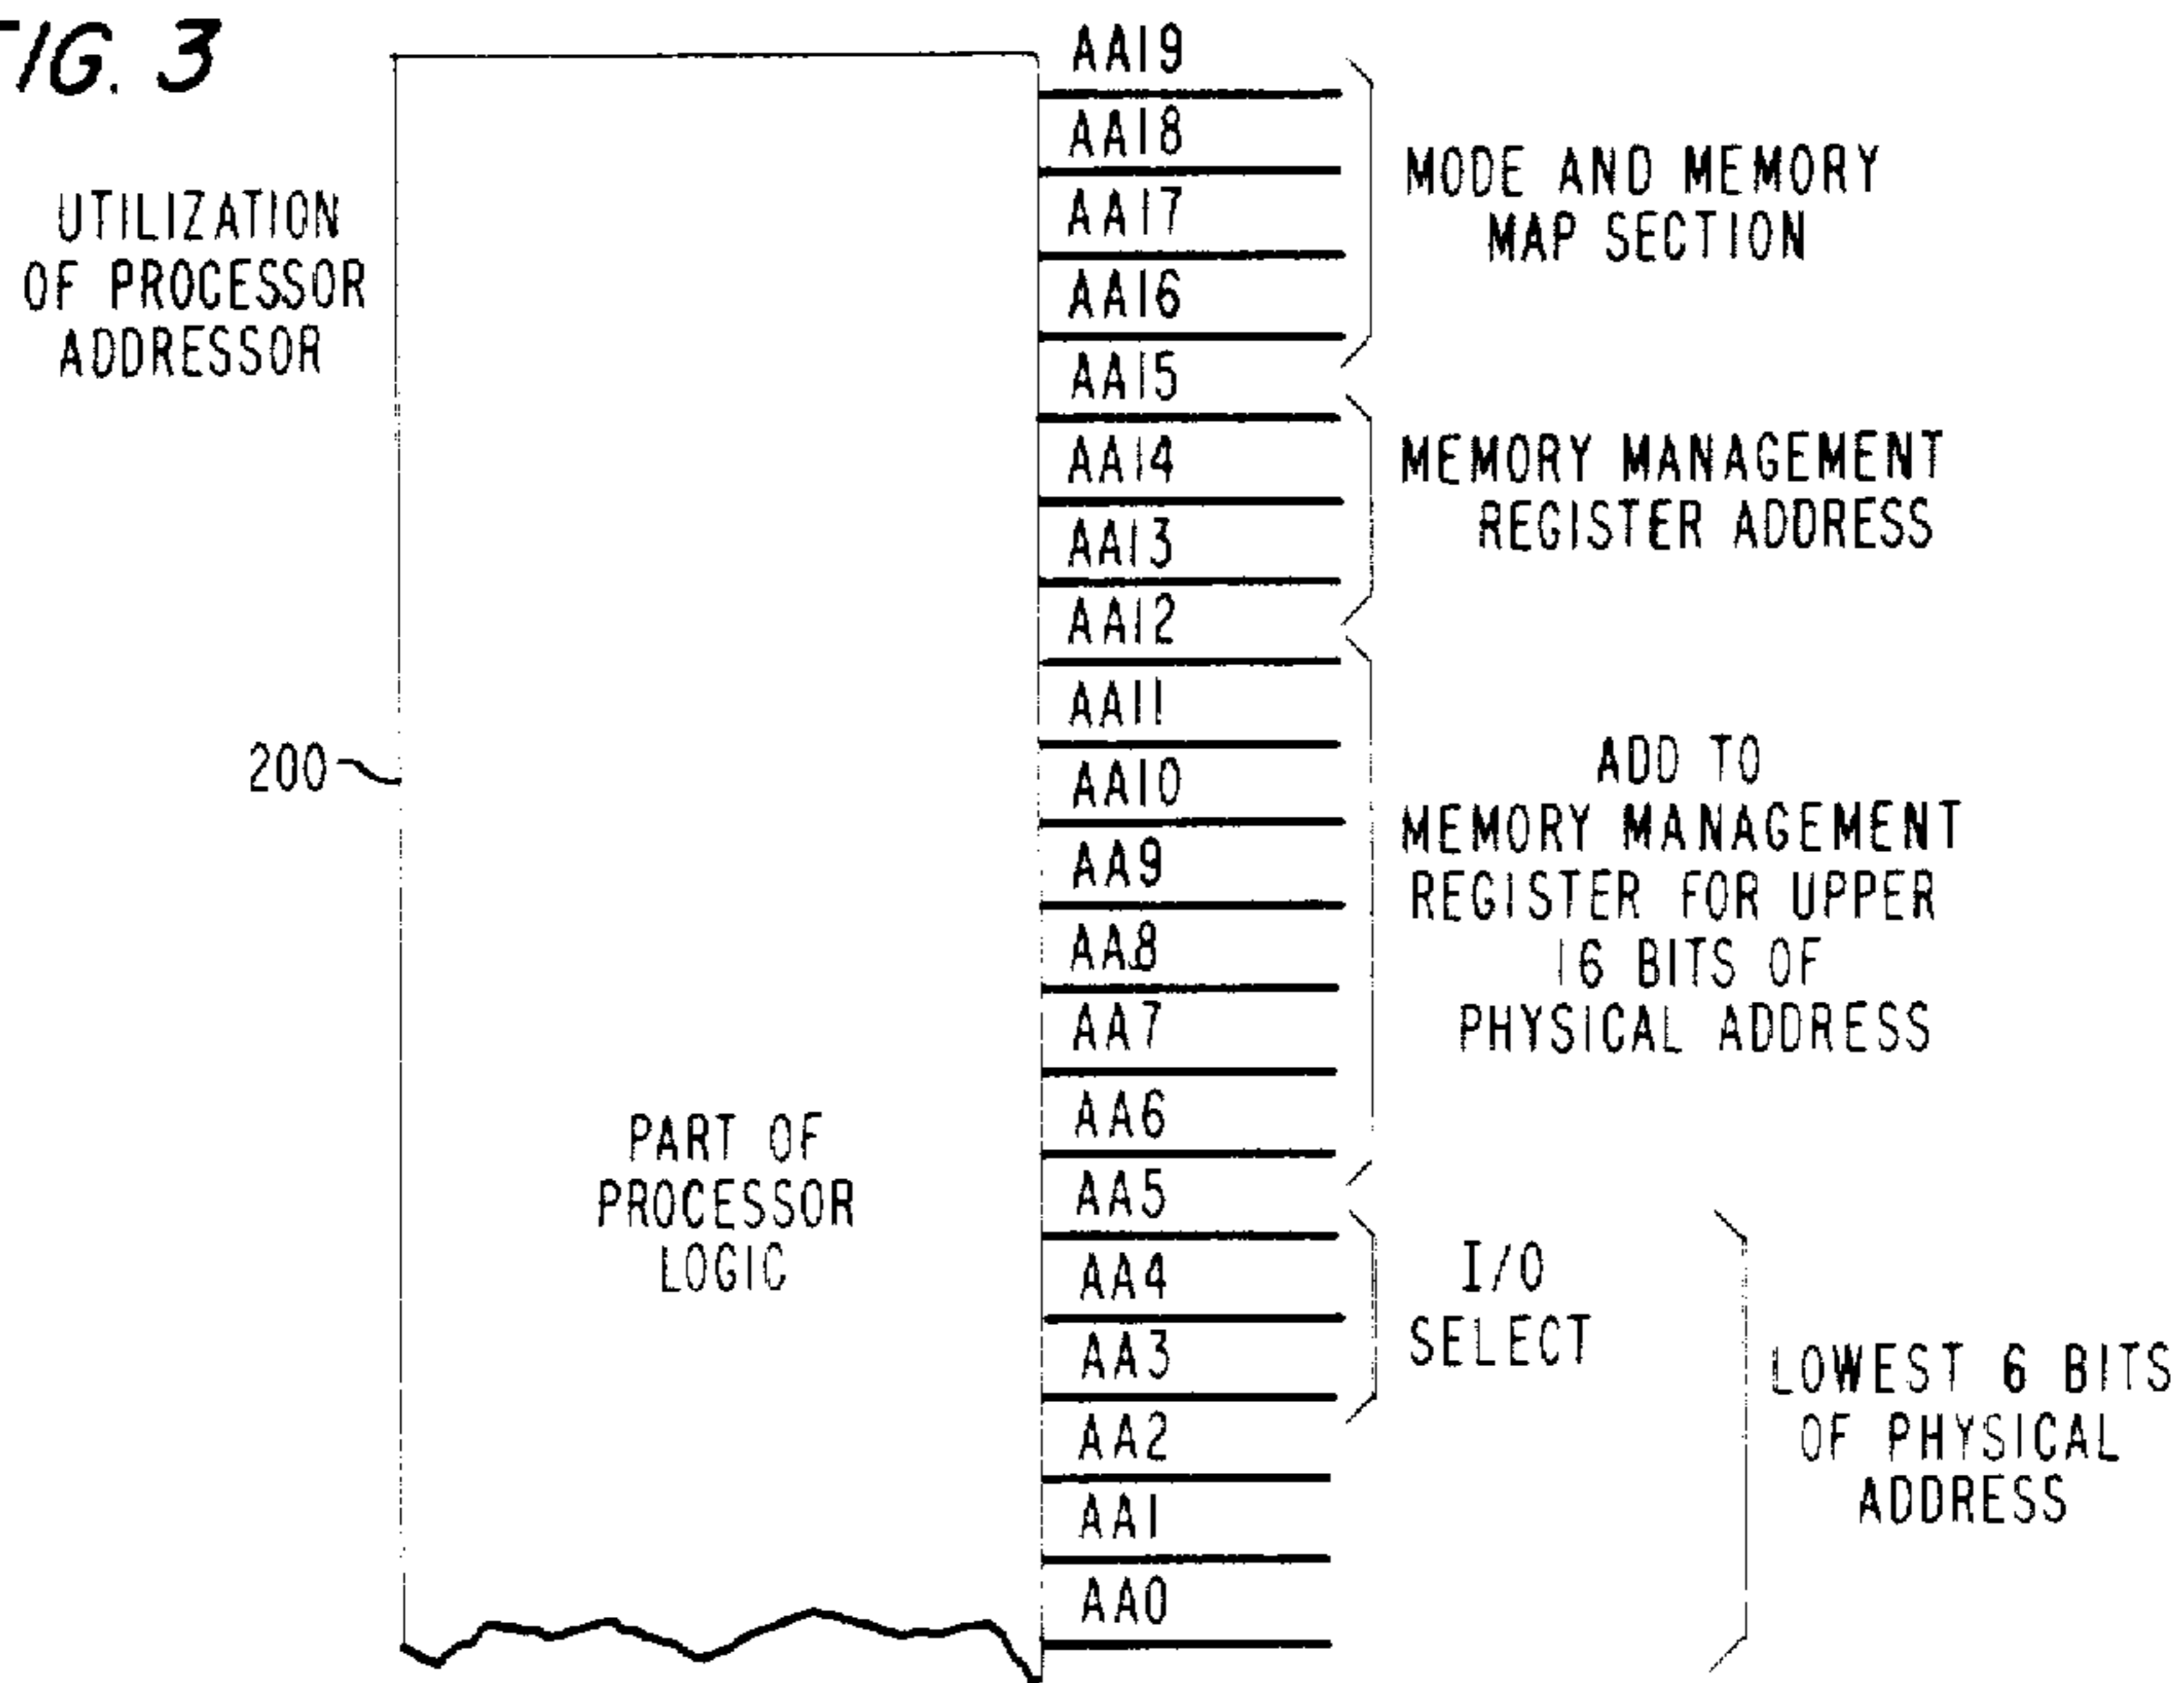 FIG. 3
UTILIZATION
OF PROCESSOR
ADDRESSOR
200
PART OF
PROCESSOR
LOGIC
AA19
AA18
AA17
AA16
AA15
AA14
AA13
AA12
AA11
AA10
AA9
AA8
AA7
AA6
AA5
AA4
AA3
AA2
AA1
AA0
MODE AND MEMORY
MAP SECTION
MEMORY MANAGEMENT
REGISTER ADDRESS
ADD TO
MEMORY MANAGEMENT
REGISTER FOR UPPER
16 BITS OF
PHYSICAL ADDRESS
I/O
SELECT
LOWEST 6 BITS
OF PHYSICAL
ADDRESS